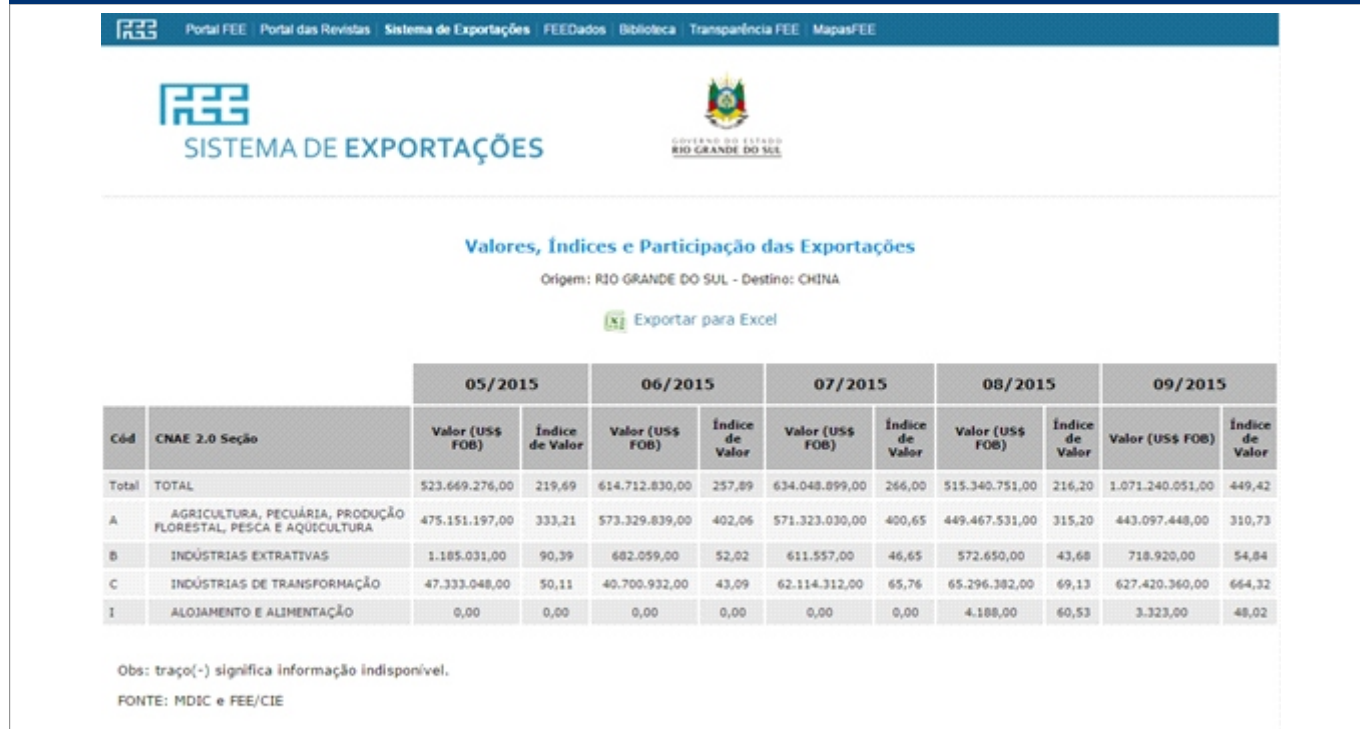 FEE Portal FEE Portal das Revistas Sistema de Exportações FEEDados Biblioteca Transparência FEE MapasFEE
FEE
SISTEMA DE EXPORTAÇÕES
GOVERNO DO ESTADO
RIO GRANDE DO SUL
Valores, Índices e Participação das Exportações
Origem: RIO GRANDE DO SUL - Destino: CHINA
Exportar para Excel
05/2015 06/2015 07/2015 08/2015 09/2015
Cód CNAE 2.0 Seção Valor (US$ FOB) Índice de Valor Valor (US$ FOB) Índice de Valor Valor (US$ FOB) Índice de Valor Valor (US$ FOB) Índice de Valor Valor (US$ FOB) Índice de Valor
Total TOTAL 523.669.276,00 219,69 614.712.830,00 257,89 634.048.899,00 266,00 515.340.751,00 216,20 1.071.240.051,00 449,42
A AGRICULTURA, PECUÁRIA, PRODUÇÃO FLORESTAL, PESCA E AQÜICULTURA 475.151.197,00 333,21 573.329.839,00 402,06 571.323.030,00 400,65 449.467.531,00 315,20 443.097.448,00 310,73
B INDÚSTRIAS EXTRATIVAS 1.185.031,00 90,39 682.059,00 52,02 611.557,00 46,65 572.650,00 43,68 718.920,00 54,84
C INDÚSTRIAS DE TRANSFORMAÇÃO 47.333.048,00 50,11 40.700.932,00 43,09 62.114.312,00 65,76 65.296.382,00 69,13 627.420.360,00 664,32
I ALOJAMENTO E ALIMENTAÇÃO 0,00 0,00 0,00 0,00 0,00 0,00 4.188,00 60,53 3.323,00 48,02
Obs: traço(-) significa informação indisponível.
FONTE: MDIC e FEE/CIE